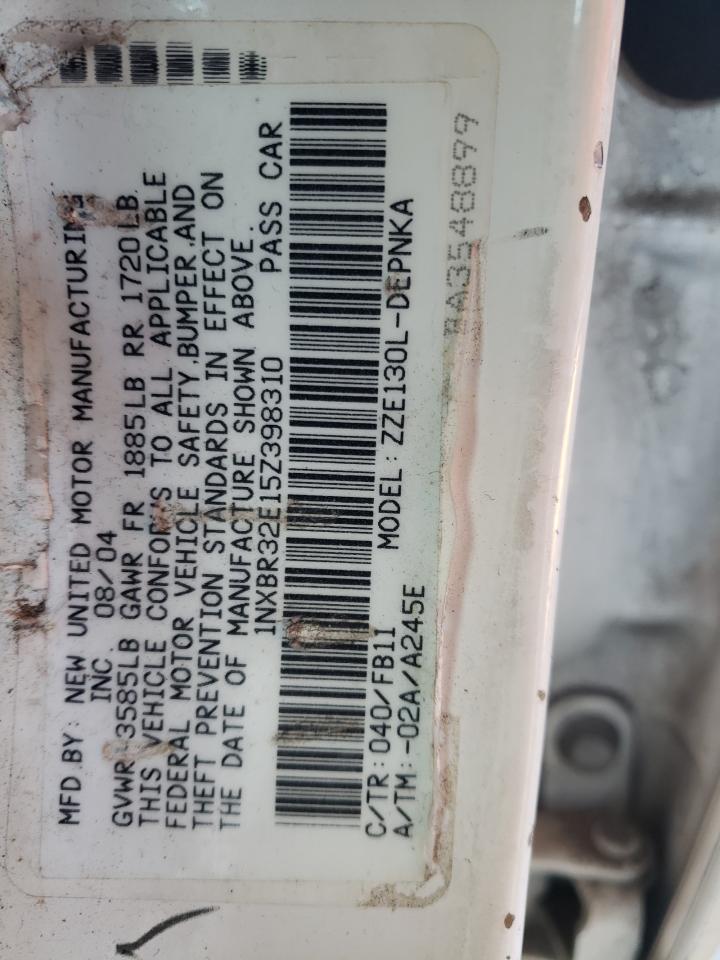 MFD.BY: NEW UNITED MOTOR MANUFACTURING
INC. 08/04
GVWR 3585LB GAWR FR 1885LB RR 1720LB
THIS VEHICLE CONFORMS TO ALL APPLICABLE
FEDERAL MOTOR VEHICLE SAFETY,BUMPER,AND
THEFT PREVENTION STANDARDS IN EFFECT ON
THE DATE OF MANUFACTURE SHOWN ABOVE.
1NXBR32E15Z398310 PASS CAR
C/TR:040/FB11 MODEL:ZZE130L-DEPNKA
A/TM:-02A/A245E
A3548899